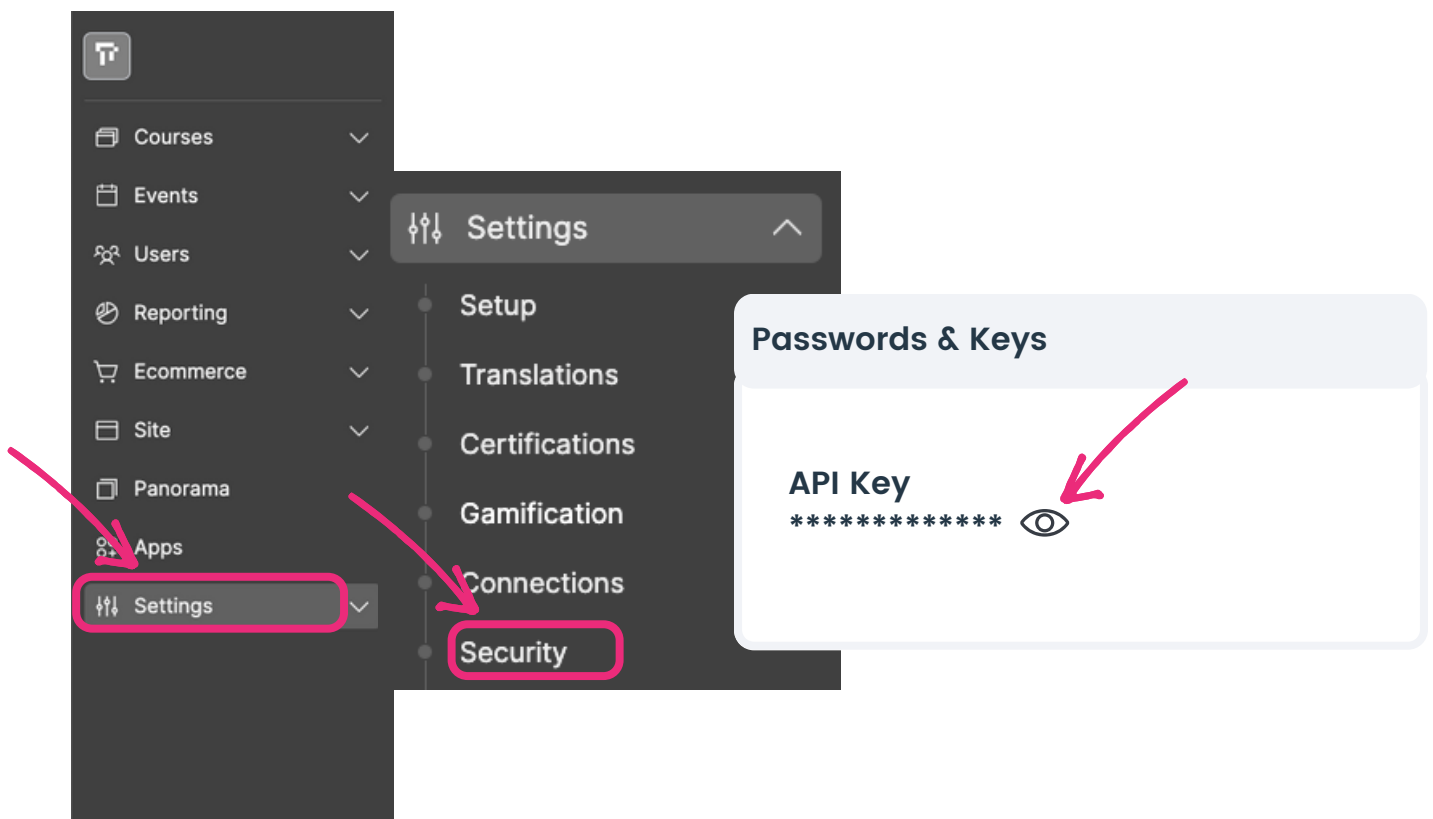 Courses
Events
Users
Reporting
Ecommerce
Site
Panorama
Apps
Settings
Settings
Setup
Translations
Certifications
Gamification
Connections
Security
Passwords & Keys
API Key
*************